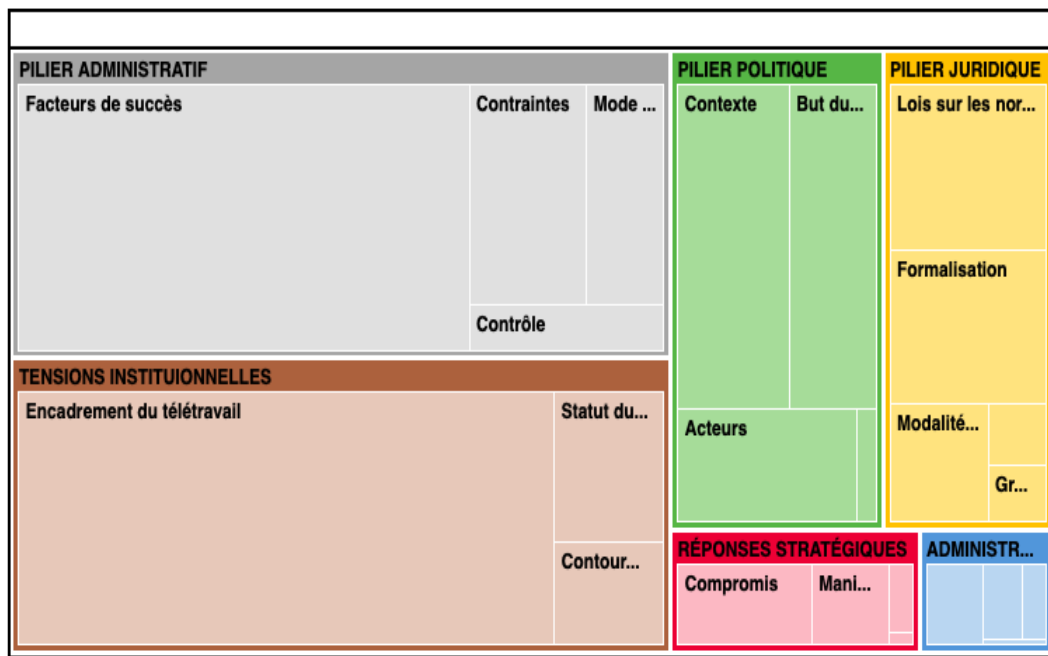 PILIER ADMINISTRATIF
Facteurs de succès
Contraintes
Mode ...
Contrôle
TENSIONS INSTITUIONNELLES
Encadrement du télétravail
Statut du...
Contour...
PILIER POLITIQUE
Contexte
But du...
Acteurs
PILIER JURIDIQUE
Lois sur les nor...
Formalisation
Modalité...
Gr...
RÉPONSES STRATÉGIQUES
Compromis
Mani...
ADMINISTR...